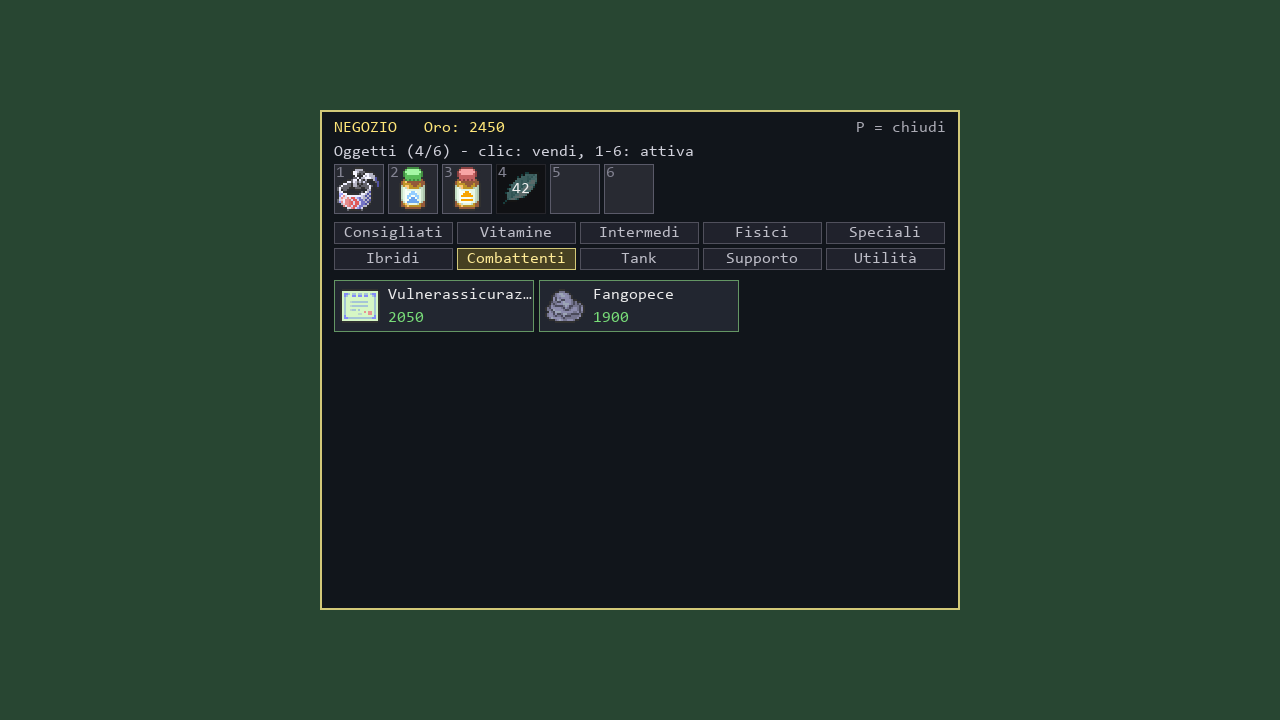 NEGOZIO Oro: 2450 P = chiudi
Oggetti (4/6) - clic: vendi, 1-6: attiva
1 2 3 4 5 6
42
Consigliati Vitamine Intermedi Fisici Speciali
Ibridi Combattenti Tank Supporto Utilità
Vulnerassicuraz… Fangopece
2050 1900